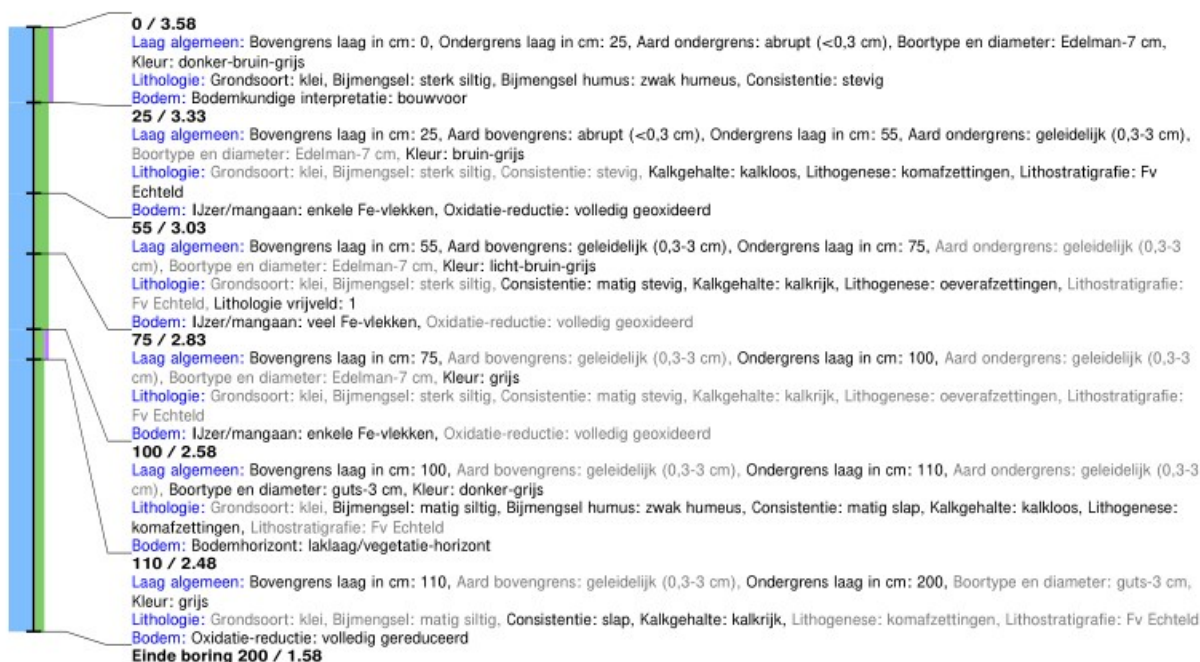 0 / 3.58
Laag algemeen: Bovengrens laag in cm: 0, Ondergrens laag in cm: 25, Aard ondergrens: abrupt (<0,3 cm), Boortype en diameter: Edelman-7 cm,
Kleur: donker-bruin-grijs
Lithologie: Grondsoort: klei, Bijmengsel: sterk siltig, Bijmengsel humus: zwak humeus, Consistentie: stevig
Bodem: Bodemkundige interpretatie: bouwvoor
25 / 3.33
Laag algemeen: Bovengrens laag in cm: 25, Aard bovengrens: abrupt (<0,3 cm), Ondergrens laag in cm: 55, Aard ondergrens: geleidelijk (0,3-3 cm),
Boortype en diameter: Edelman-7 cm, Kleur: bruin-grijs
Lithologie: Grondsoort: klei, Bijmengsel: sterk siltig, Consistentie: stevig, Kalkgehalte: kalkloos, Lithogenese: komafzettingen, Lithostratigrafie: Fv
Echteld
Bodem: IJzer/mangaan: enkele Fe-vlekken, Oxidatie-reductie: volledig geoxideerd
55 / 3.03
Laag algemeen: Bovengrens laag in cm: 55, Aard bovengrens: geleidelijk (0,3-3 cm), Ondergrens laag in cm: 75, Aard ondergrens: geleidelijk (0,3-3
cm), Boortype en diameter: Edelman-7 cm, Kleur: licht-bruin-grijs
Lithologie: Grondsoort: klei, Bijmengsel: sterk siltig, Consistentie: matig stevig, Kalkgehalte: kalkrijk, Lithogenese: oeverafzettingen, Lithostratigrafie:
Fv Echteld, Lithologie vrijveld: 1
Bodem: IJzer/mangaan: veel Fe-vlekken, Oxidatie-reductie: volledig geoxideerd
75 / 2.83
Laag algemeen: Bovengrens laag in cm: 75, Aard bovengrens: geleidelijk (0,3-3 cm), Ondergrens laag in cm: 100, Aard ondergrens: geleidelijk (0,3-3
cm), Boortype en diameter: Edelman-7 cm, Kleur: grijs
Lithologie: Grondsoort: klei, Bijmengsel: sterk siltig, Consistentie: matig stevig, Kalkgehalte: kalkrijk, Lithogenese: oeverafzettingen, Lithostratigrafie:
Fv Echteld
Bodem: IJzer/mangaan: enkele Fe-vlekken, Oxidatie-reductie: volledig geoxideerd
100 / 2.58
Laag algemeen: Bovengrens laag in cm: 100, Aard bovengrens: geleidelijk (0,3-3 cm), Ondergrens laag in cm: 110, Aard ondergrens: geleidelijk (0,3-3
cm), Boortype en diameter: guts-3 cm, Kleur: donker-grijs
Lithologie: Grondsoort: klei, Bijmengsel: matig siltig, Bijmengsel humus: zwak humeus, Consistentie: matig slap, Kalkgehalte: kalkloos, Lithogenese:
komafzettingen, Lithostratigrafie: Fv Echteld
Bodem: Bodemhorizont: laklaag/vegetatie-horizont
110 / 2.48
Laag algemeen: Bovengrens laag in cm: 110, Aard bovengrens: geleidelijk (0,3-3 cm), Ondergrens laag in cm: 200, Boortype en diameter: guts-3 cm,
Kleur: grijs
Lithologie: Grondsoort: klei, Bijmengsel: matig siltig, Consistentie: slap, Kalkgehalte: kalkrijk, Lithogenese: komafzettingen, Lithostratigrafie: Fv Echteld
Bodem: Oxidatie-reductie: volledig gereduceerd
Einde boring 200 / 1.58